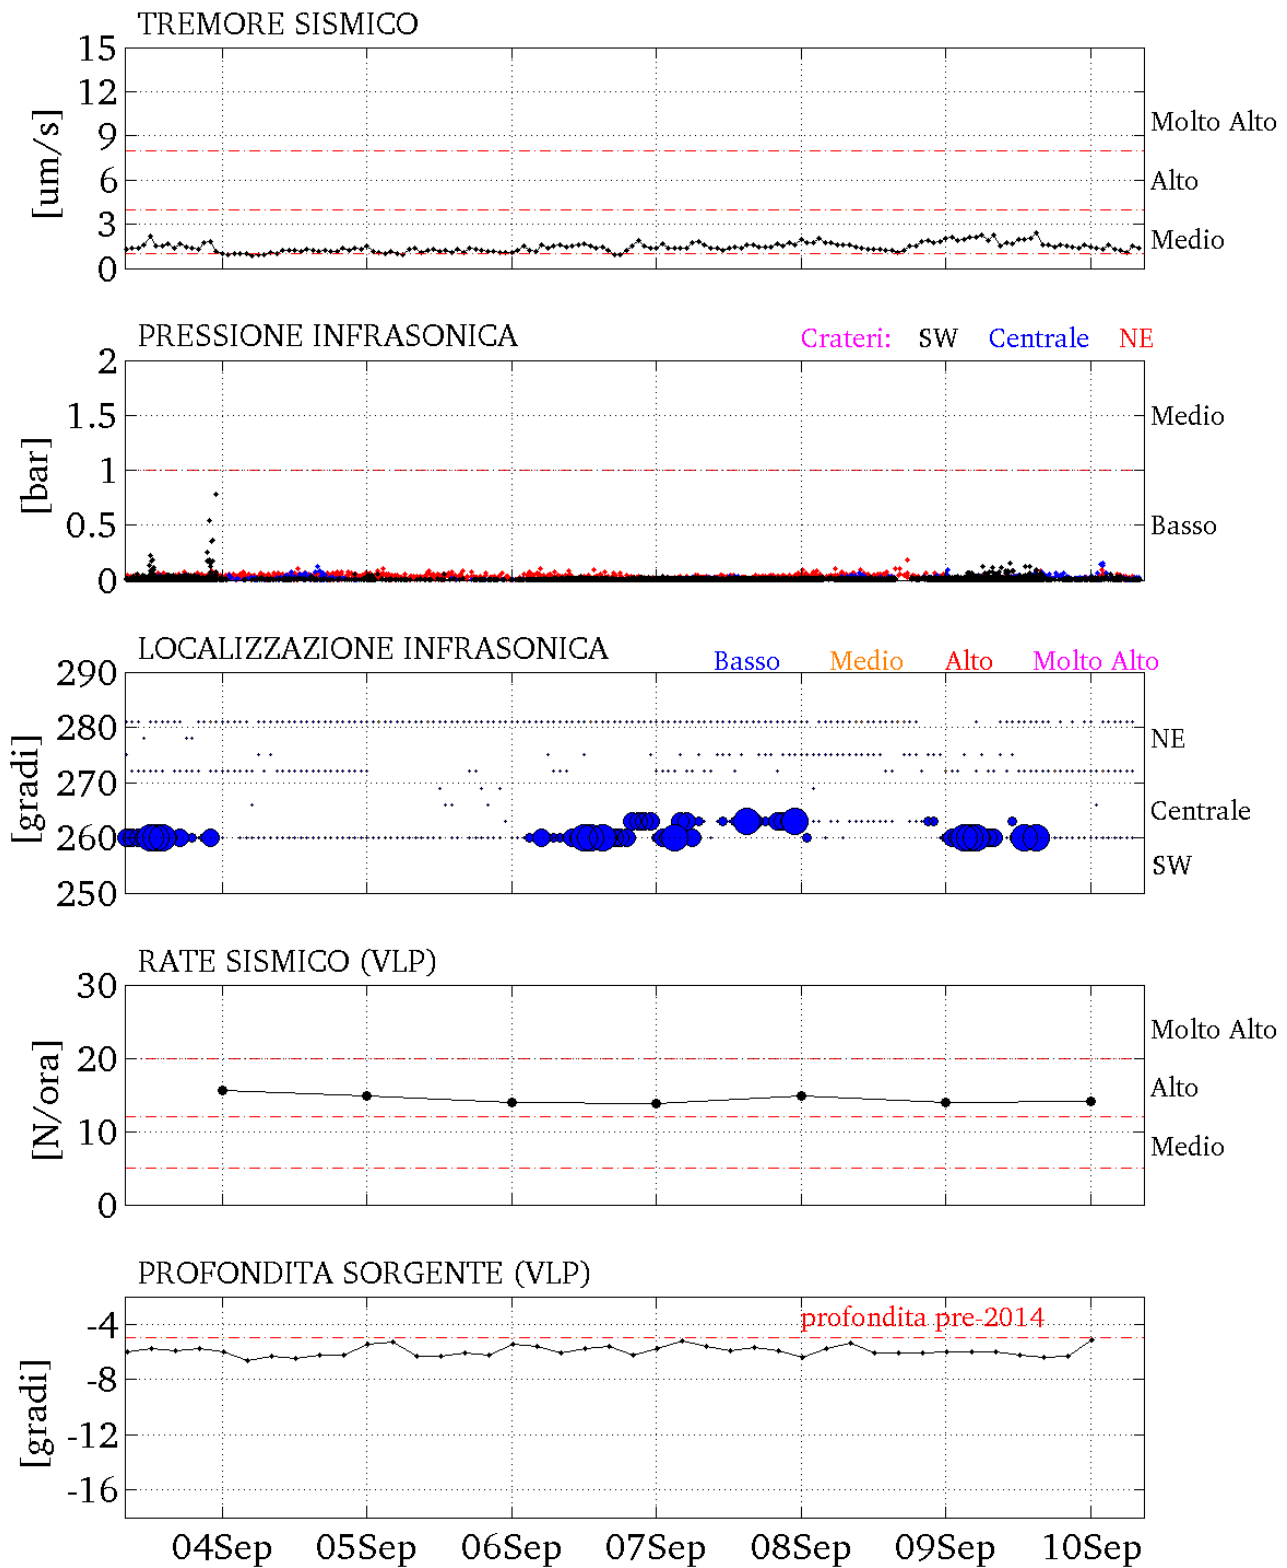 TREMORE SISMICO
15
12
9
6
3
0
[um/s]
Molto Alto
Alto
Medio
PRESSIONE INFRASONICA
Crateri: SW Centrale NE
2
1.5
1
0.5
0
[bar]
Medio
Basso
LOCALIZZAZIONE INFRASONICA
Basso Medio Alto Molto Alto
290
280
270
260
250
[gradi]
NE
Centrale
SW
RATE SISMICO (VLP)
30
20
10
0
[N/ora]
Molto Alto
Alto
Medio
PROFONDITA SORGENTE (VLP)
profondita pre-2014
-4
-8
-12
-16
[gradi]
04Sep 05Sep 06Sep 07Sep 08Sep 09Sep 10Sep